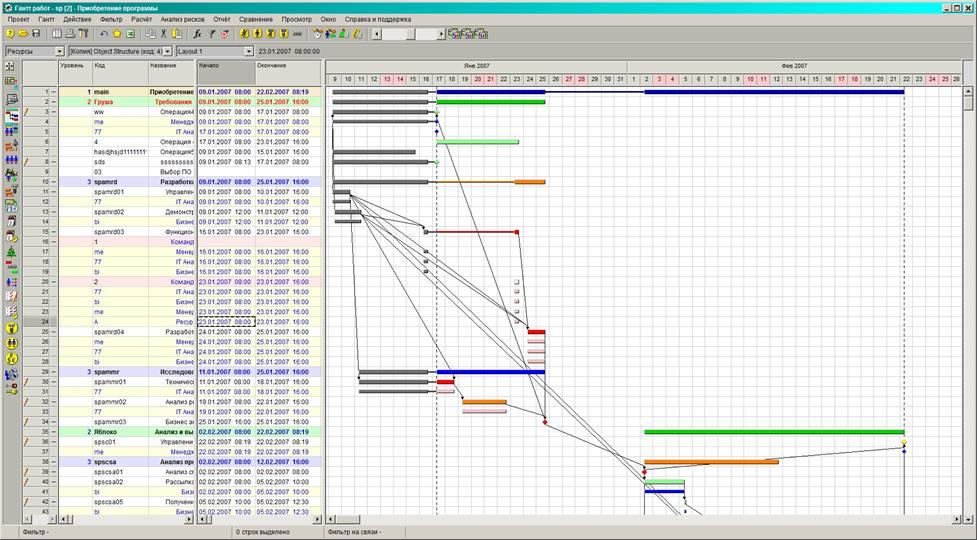 Гантт работ - sp [2] - Приобретение программы
Проект Гантт Действие Фильтр Расчёт Анализ рисков Отчёт Сравнение Просмотр Окно Справка и поддержка
Ресурсы [Копия] Object Structure (код: 4) Layout 1 23.01.2007 08:00:00
Уровень Код Название Начало Окончание Янв 2007 Фев 2007
9 10 11 12 13 14 15 16 17 18 19 20 21 22 23 24 25 26 27 28 29 30 31 1 2 3 4 5 6 7 8 9 10 11 12 13 14 15 16 17 18 19 20 21 22 23 24 25 26
1 1 main Приобретение 09.01.2007 08:00 22.02.2007 08:19
2 2 Груша Требования 09.01.2007 08:00 25.01.2007 16:00
3 ww Операция 09.01.2007 08:00 17.01.2007 08:00
4 me Менедж 09.01.2007 08:00 17.01.2007 08:00
5 77 IT Ана 17.01.2007 08:00 17.01.2007 08:00
6 4 Операция 17.01.2007 08:00 23.01.2007 16:00
7 Операция 09.01.2007 08:00
8 sds sssssssss 09.01.2007 08:13 17.01.2007 08:00
9 03 Выбор ПО
10 3 spamrd Разработка 09.01.2007 08:00 25.01.2007 16:00
11 spamrd01 Управлен 09.01.2007 08:00 10.01.2007 16:00
12 77 IT Ана 09.01.2007 08:00 10.01.2007 16:00
13 spamrd02 Демонст 09.01.2007 12:00 11.01.2007 12:00
14 bi Бизне 09.01.2007 12:00 11.01.2007 12:00
15 spamrd03 Функцио 16.01.2007 08:00 23.01.2007 16:00
16 1 Команд
17 me Менед 16.01.2007 08:00 16.01.2007 16:00
18 77 IT Ана 16.01.2007 08:00 16.01.2007 16:00
19 bi Бизне 16.01.2007 08:00 16.01.2007 16:00
20 2 Команд 23.01.2007 08:00 23.01.2007 16:00
21 77 IT Ана 23.01.2007 08:00 23.01.2007 16:00
22 bi Бизне 23.01.2007 08:00 23.01.2007 16:00
23 me Менед 23.01.2007 08:00 23.01.2007 16:00
24 A Ресур 23.01.2007 08:00 23.01.2007 16:00
25 spamrd04 Разработ 24.01.2007 08:00 25.01.2007 16:00
26 me Менед 24.01.2007 08:00 25.01.2007 16:00
27 77 IT Ана 24.01.2007 08:00 25.01.2007 16:00
28 bi Бизне 24.01.2007 08:00 25.01.2007 16:00
29 3 spammr Исследова 11.01.2007 08:00 25.01.2007 16:00
30 spammr01 Техничес 11.01.2007 08:00 18.01.2007 16:00
31 77 IT Ана 11.01.2007 08:00 18.01.2007 16:00
32 spammr02 Анализ р 19.01.2007 08:00 22.01.2007 16:00
33 77 IT Ана 19.01.2007 08:00 22.01.2007 16:00
34 spammr03 Бизнес а 25.01.2007 16:00 25.01.2007 16:00
35 2 Яблоко Анализ и вы 02.02.2007 08:00 22.02.2007 08:19
36 spsc01 Управлени 22.02.2007 08:19 22.02.2007 08:19
37 me Менед 22.02.2007 08:19 22.02.2007 08:19
38 3 spscsa Анализ пр 02.02.2007 08:00 12.02.2007 16:00
39 spscsa01 Анализ с 02.02.2007 08:00 02.02.2007 08:00
40 spscsa02 Рассылк 02.02.2007 08:00 05.02.2007 10:00
41 bi Биз 02.02.2007 08:00 05.02.2007 10:00
42 spscsa05 Получени 05.02.2007 10:00 05.02.2007 12:30
43 bi Бизне 05.02.2007 10:00 05.02.2007 12:30
Фильтр - 0 строк выделено Фильтр на связи -